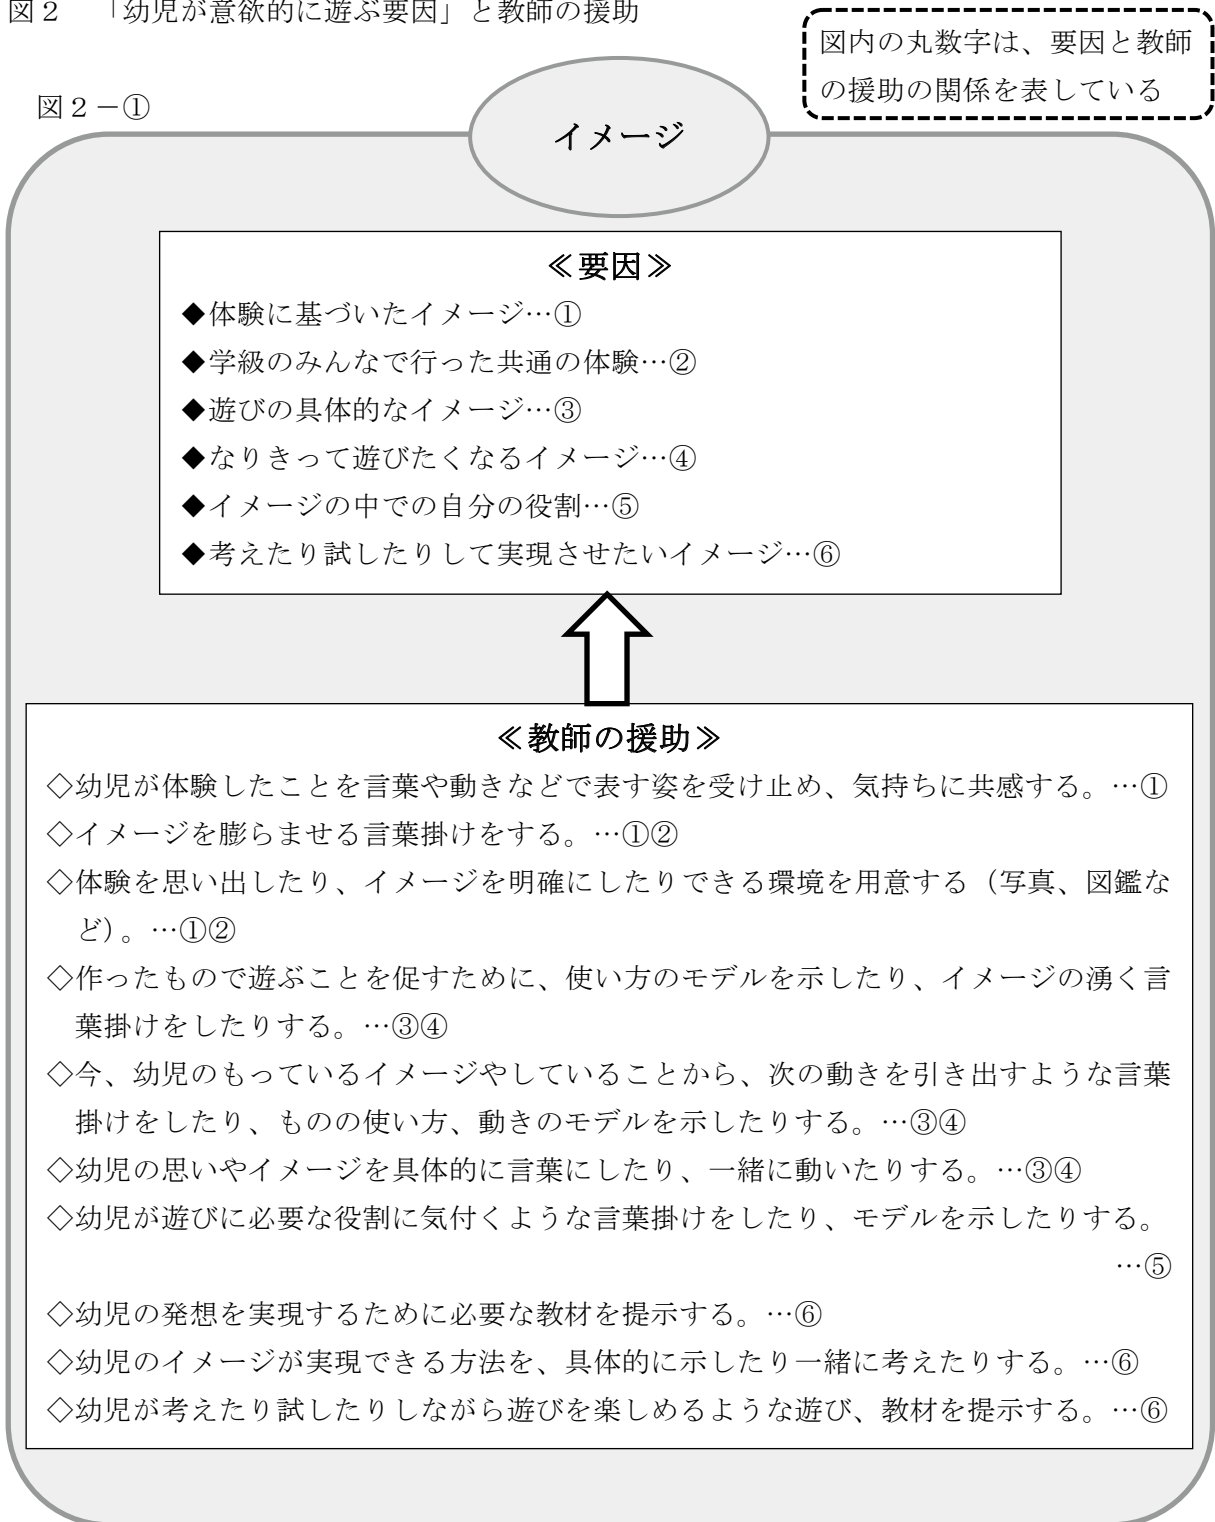 図２　「幼児が意欲的に遊ぶ要因」と教師の援助
図内の丸数字は、要因と教師
の援助の関係を表している
図２－①
イメージ
≪要因≫
◆体験に基づいたイメージ…①
◆学級のみんなで行った共通の体験…②
◆遊びの具体的なイメージ…③
◆なりきって遊びたくなるイメージ…④
◆イメージの中での自分の役割…⑤
◆考えたり試したりして実現させたいイメージ…⑥
≪教師の援助≫
◇幼児が体験したことを言葉や動きなどで表す姿を受け止め、気持ちに共感する。…①
◇イメージを膨らませる言葉掛けをする。…①②
◇体験を思い出したり、イメージを明確にしたりできる環境を用意する（写真、図鑑な
ど）。…①②
◇作ったもので遊ぶことを促すために、使い方のモデルを示したり、イメージの湧く言
葉掛けをしたりする。…③④
◇今、幼児のもっているイメージやしていることから、次の動きを引き出すような言葉
掛けをしたり、ものの使い方、動きのモデルを示したりする。…③④
◇幼児の思いやイメージを具体的に言葉にしたり、一緒に動いたりする。…③④
◇幼児が遊びに必要な役割に気付くような言葉掛けをしたり、モデルを示したりする。
…⑤
◇幼児の発想を実現するために必要な教材を提示する。…⑥
◇幼児のイメージが実現できる方法を、具体的に示したり一緒に考えたりする。…⑥
◇幼児が考えたり試したりしながら遊びを楽しめるような遊び、教材を提示する。…⑥